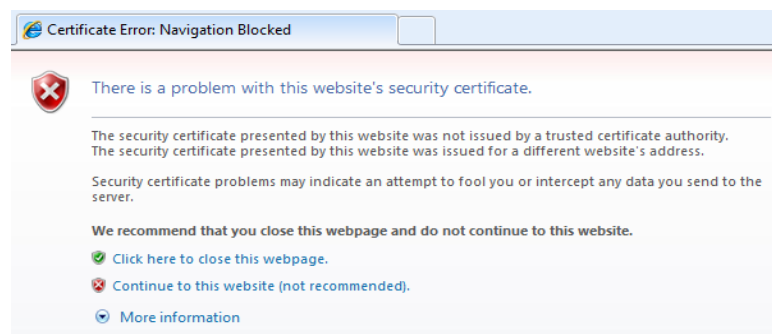 Certificate Error: Navigation Blocked
There is a problem with this website's security certificate.
The security certificate presented by this website was not issued by a trusted certificate authority.
The security certificate presented by this website was issued for a different website's address.
Security certificate problems may indicate an attempt to fool you or intercept any data you send to the
server.
We recommend that you close this webpage and do not continue to this website.
Click here to close this webpage.
Continue to this website (not recommended).
More information